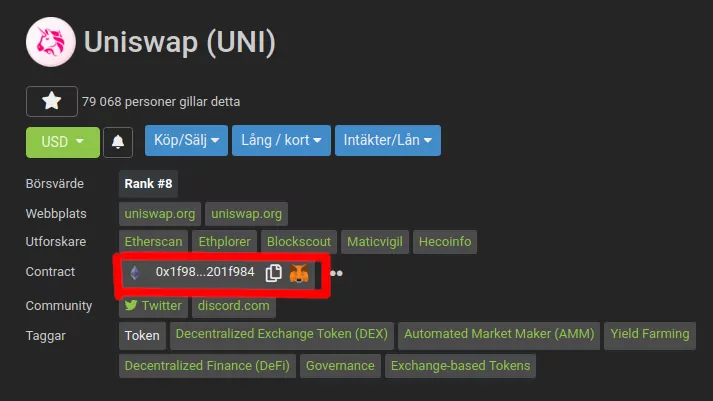 Uniswap (UNI)
79 068 personer gillar detta
USD Köp/Sälj Lång / kort Intäkter/Lån
Börsvärde Rank #8
Webbplats uniswap.org uniswap.org
Utforskare Etherscan Ethplorer Blockscout Maticvigil Hecoinfo
Contract 0x1f98...201f984
Community Twitter discord.com
Taggar Token Decentralized Exchange Token (DEX) Automated Market Maker (AMM) Yield Farming
Decentralized Finance (DeFi) Governance Exchange-based Tokens